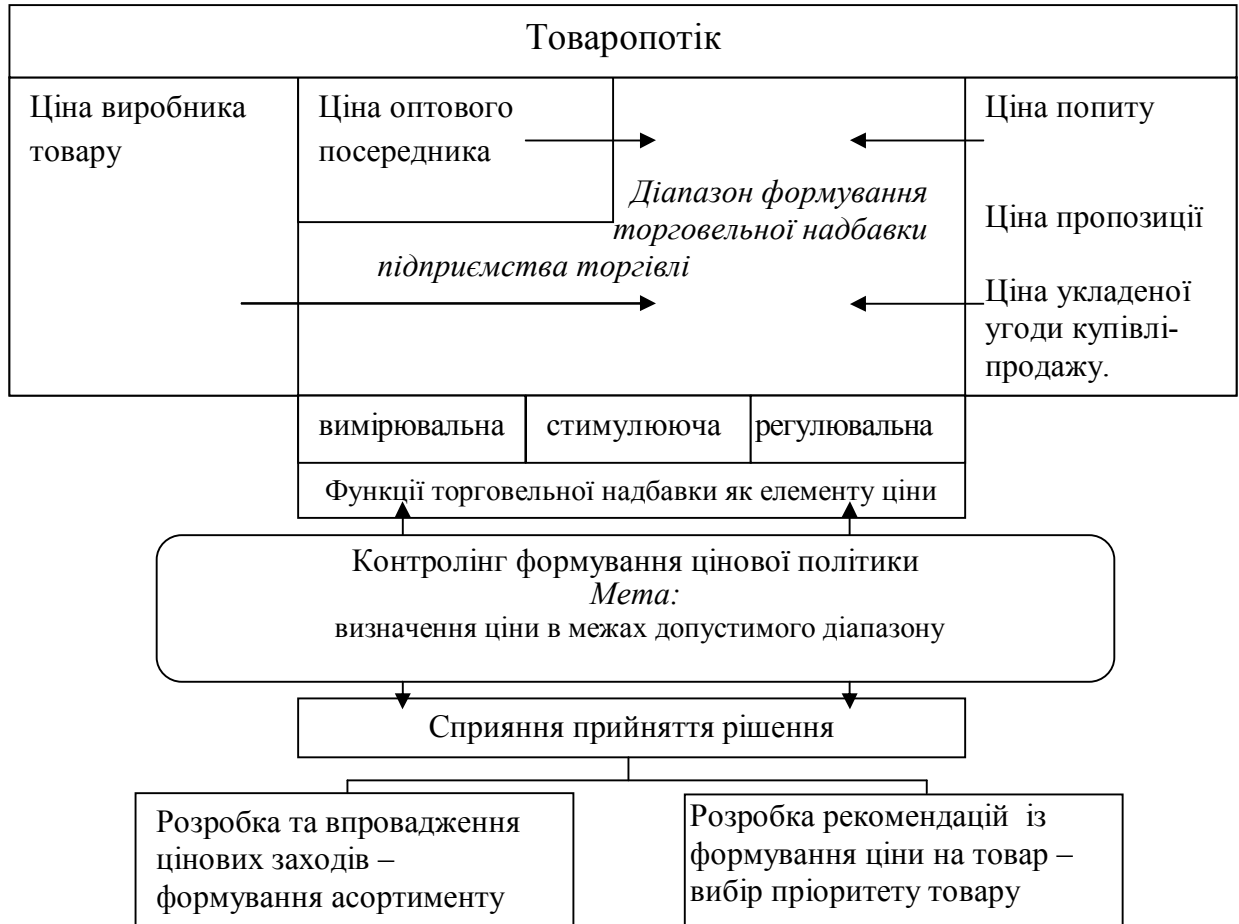 Товаропотік
Ціна виробника
товару
Ціна оптового
посередника
Діапазон формування
торговельної надбавки
підприємства торгівлі
Ціна попиту
Ціна пропозиції
Ціна укладеної
угоди купівлі-
продажу.
вимірювальна
стимулююча
регулювальна
Функції торговельної надбавки як елементу ціни
Контролінг формування цінової політики
Мета:
визначення ціни в межах допустимого діапазону
Сприяння прийняття рішення
Розробка та впровадження
цінових заходів –
формування асортименту
Розробка рекомендацій із
формування ціни на товар –
вибір пріоритету товару